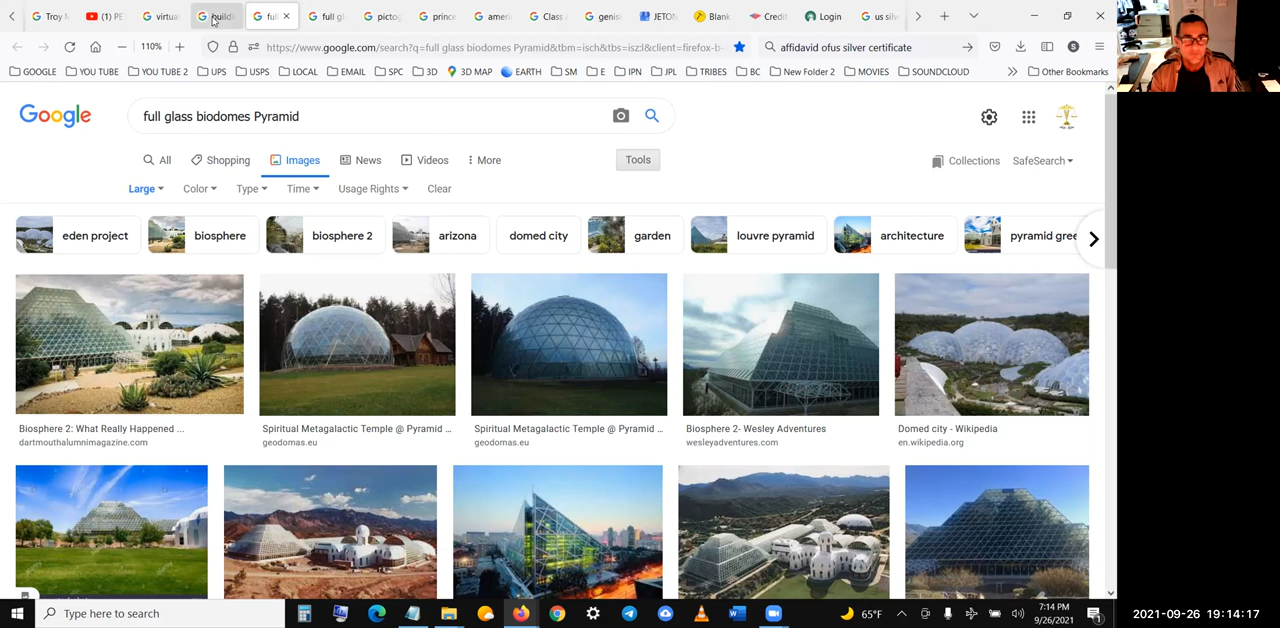 Troy M
(1) PE
virtua
buildi
full
full gl
pictog
prince
ameri
Class
genis
JETON
Blank
Credit
Login
us silv
110%
https://www.google.com/search?q=full glass biodomes Pyramid&tbm=isch&tbs=isz:l&client=firefox-b-
affidavid ofus silver certificate
GOOGLE
YOU TUBE
YOU TUBE 2
UPS
USPS
LOCAL
EMAIL
SPC
3D
3D MAP
EARTH
SM
E
IPN
JPL
TRIBES
BC
New Folder 2
MOVIES
SOUNDCLOUD
Other Bookmarks
Google
full glass biodomes Pyramid
All
Shopping
Images
News
Videos
More
Tools
Collections
SafeSearch
Large
Color
Type
Time
Usage Rights
Clear
eden project
biosphere
biosphere 2
arizona
domed city
garden
louvre pyramid
architecture
pyramid gree
Biosphere 2: What Really Happened ...
dartmouthalumnimagazine.com
Spiritual Metagalactic Temple @ Pyramid ...
geodomas.eu
Spiritual Metagalactic Temple @ Pyramid ...
geodomas.eu
Biosphere 2- Wesley Adventures
wesleyadventures.com
Domed city - Wikipedia
en.wikipedia.org
Type here to search
65°F
7:14 PM
9/26/2021
1
2021-09-26 19:14:17